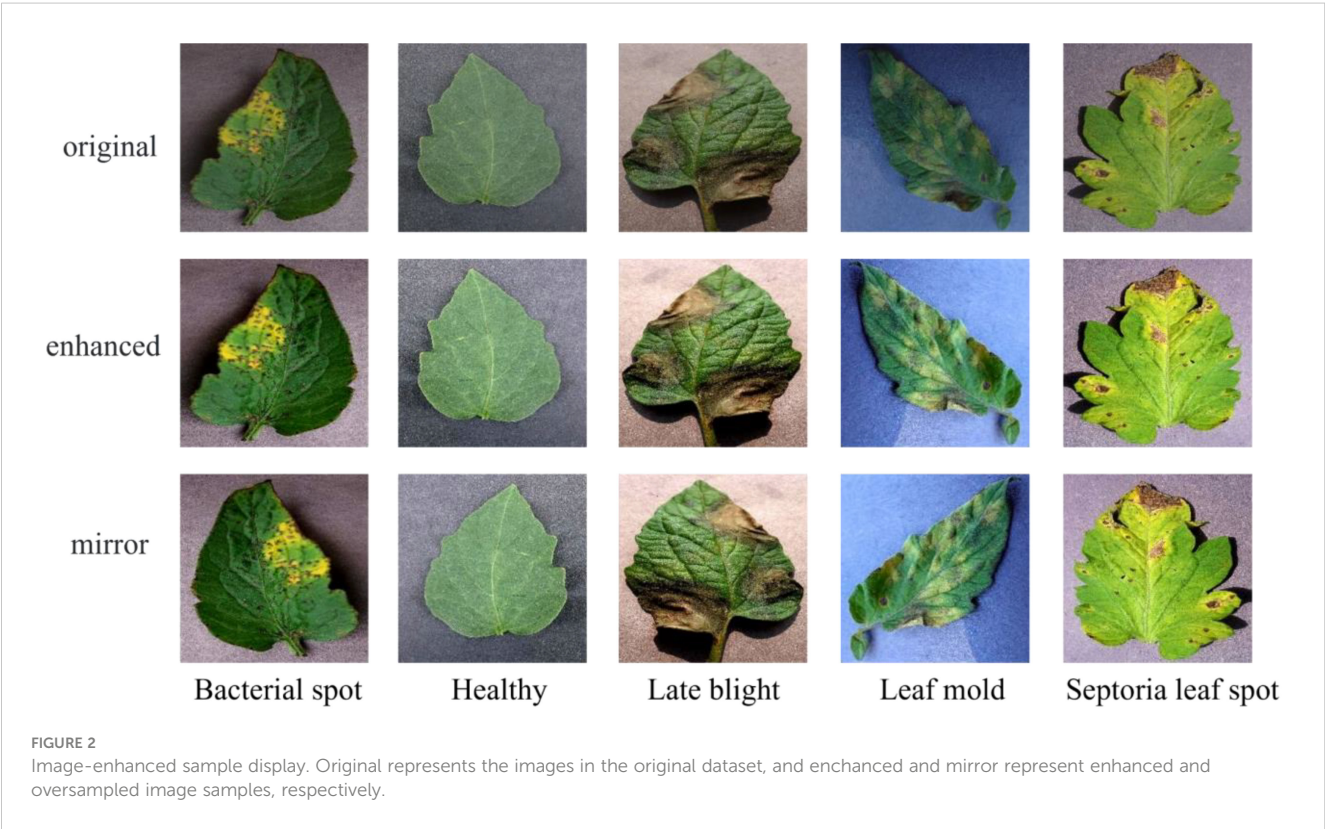 original
enhanced
mirror
Bacterial spot
Healthy
Late blight
Leaf mold
Septoria leaf spot
FIGURE 2
Image-enhanced sample display. Original represents the images in the original dataset, and enchanced and mirror represent enhanced and
oversampled image samples, respectively.